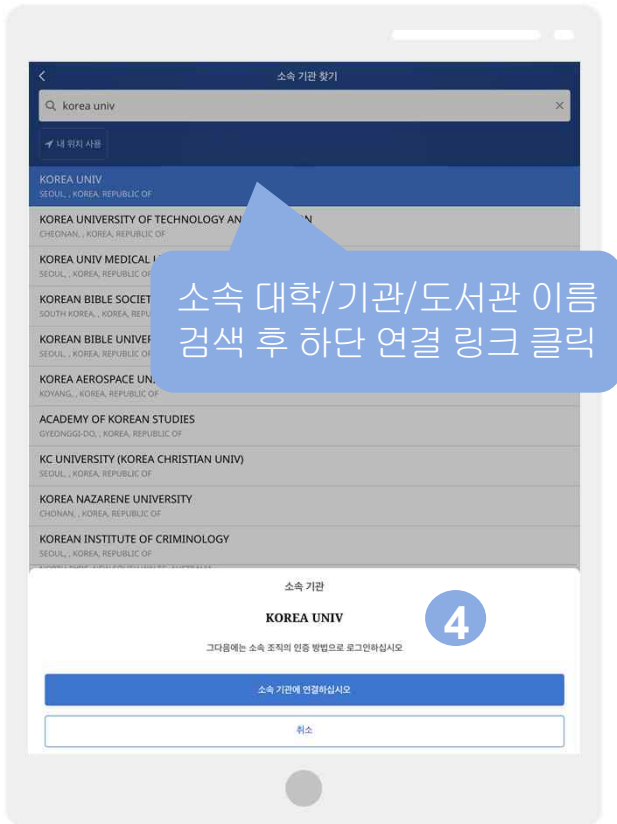 소속 기관 찾기
korea univ
내 위치 사용
KOREA UNIV
SEOUL, , KOREA, REPUBLIC OF
KOREA UNIVERSITY OF TECHNOLOGY AN
CHEONAN, , KOREA, REPUBLIC OF
KOREA UNIV MEDICAL
SEOUL, , KOREA, REPUBLIC OF
KOREAN BIBLE SOCIET
SOUTH KOREA, , KOREA, REPU
KOREAN BIBLE UNIVER
SEOUL, , KOREA, REPUBLIC OF
KOREA AEROSPACE UN
KOYANG, , KOREA, REPUBLIC OF
소속 대학/기관/도서관 이름
검색 후 하단 연결 링크 클릭
ACADEMY OF KOREAN STUDIES
GYEONGGI-DO, , KOREA, REPUBLIC OF
KC UNIVERSITY (KOREA CHRISTIAN UNIV)
SEOUL, , KOREA, REPUBLIC OF
KOREA NAZARENE UNIVERSITY
CHONAN, , KOREA, REPUBLIC OF
KOREAN INSTITUTE OF CRIMINOLOGY
SEOUL, , KOREA, REPUBLIC OF
소속 기관
KOREA UNIV
4
그다음에는 소속 조직의 인증 방법으로 로그인하십시오
소속 기관에 연결하십시오
취소